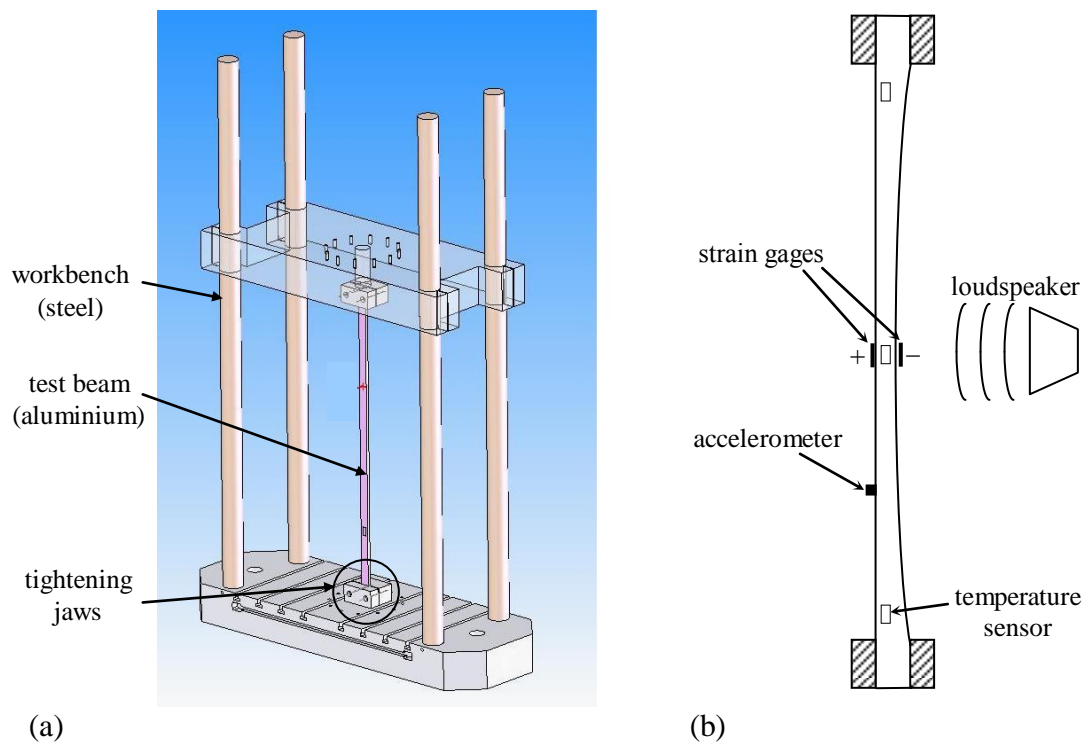 workbench
(steel)
test beam
(aluminium)
tightening
jaws
(a)
strain gages
loudspeaker
+
−
accelerometer
temperature
sensor
(b)